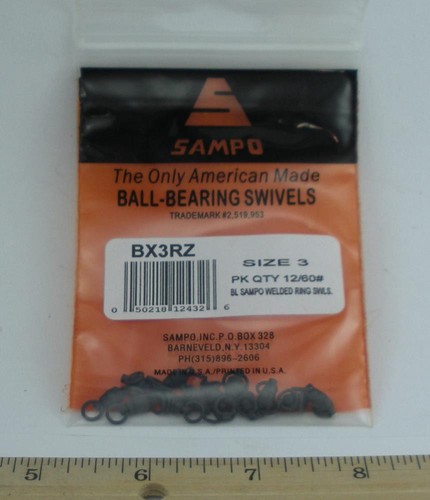 SAMPO
The Only American Made
BALL-BEARING SWIVELS
TRADEMARK #2,519,953
BX3RZ
SIZE 3
PK QTY 12/60#
BL SAMPO WELDED RING SWLS.
0 50218 12432 6
SAMPO, INC. P.O. BOX 328
BARNEVELD, N.Y. 13304
PH(315)896-2606
MADE IN U.S.A./PRINTED IN U.S.A.
5 6 7 8